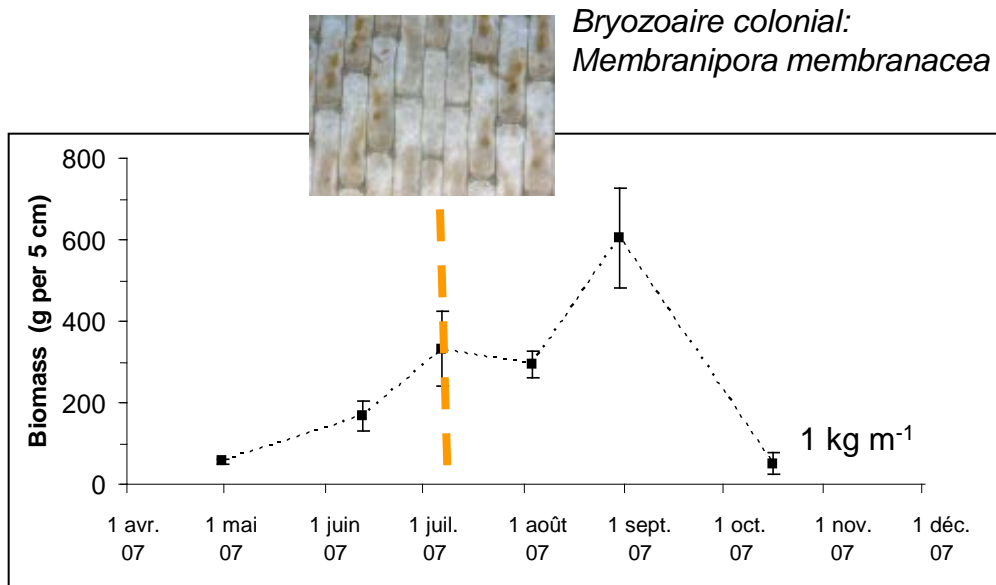 Bryozoaire colonial:
Membranipora membranacea
Biomass (g per 5 cm)
800
600
400
200
0
1 kg m⁻¹
1 avr. 1 mai 1 juin 1 juil. 1 août 1 sept. 1 oct. 1 nov. 1 déc.
07 07 07 07 07 07 07 07 07